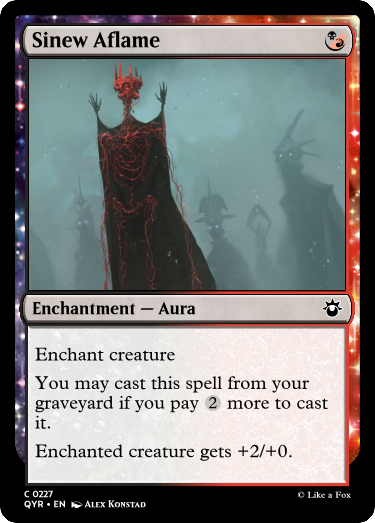 Sinew Aflame
Enchantment — Aura
Enchant creature
You may cast this spell from your
graveyard if you pay 2 more to cast
it.
Enchanted creature gets +2/+0.
C 0227
QYR • EN Alex Konstad
© Like a Fox